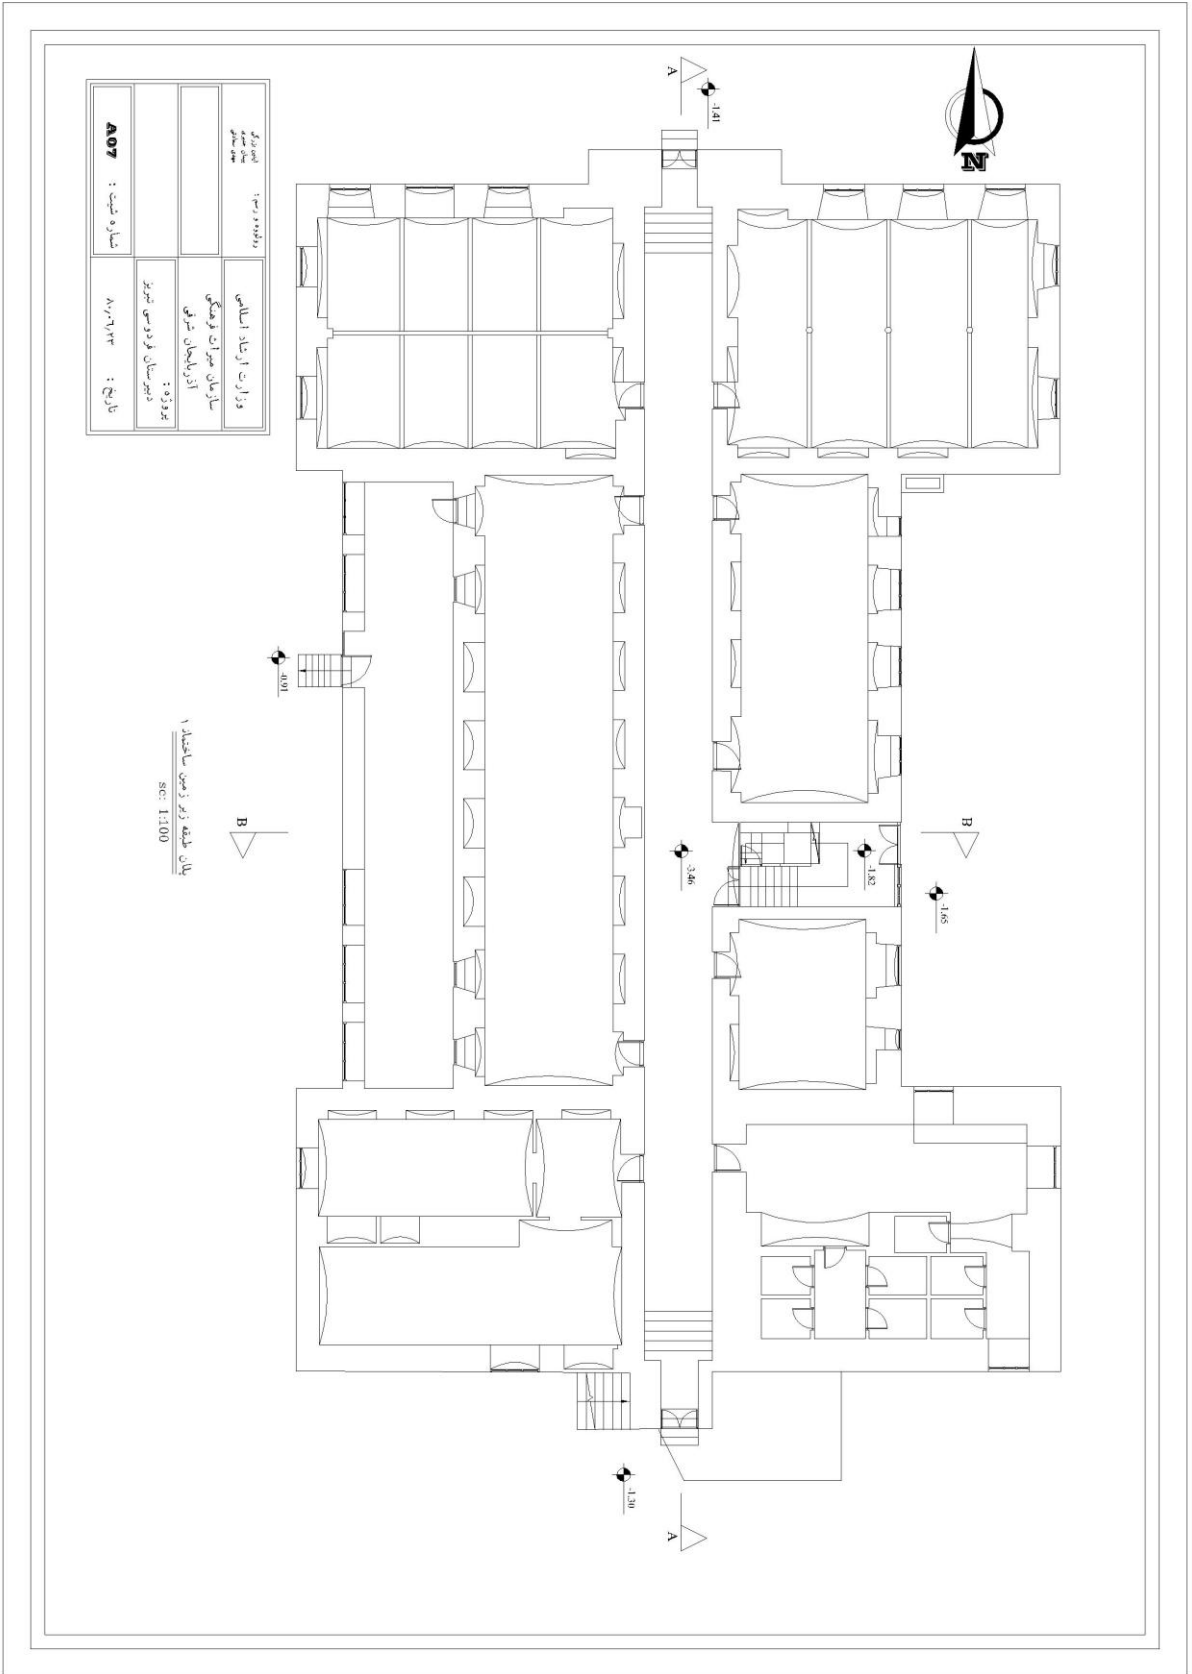 رولووه و رسم :
وزارت ارشاد اسلامی
سازمان میراث فرهنگی
آذربایجان شرقی
پروژه :
دبیرستان فردوسی تبریز
A07
شماره شیت :
۸۰٫۰۶٫۲۳
تاریخ :
N
A
-1.41
-0.91
B
-3.46
-1.82
B
-1.65
-1.30
A
پلان طبقه زیر زمین ساختمان ۱
SC: 1:100